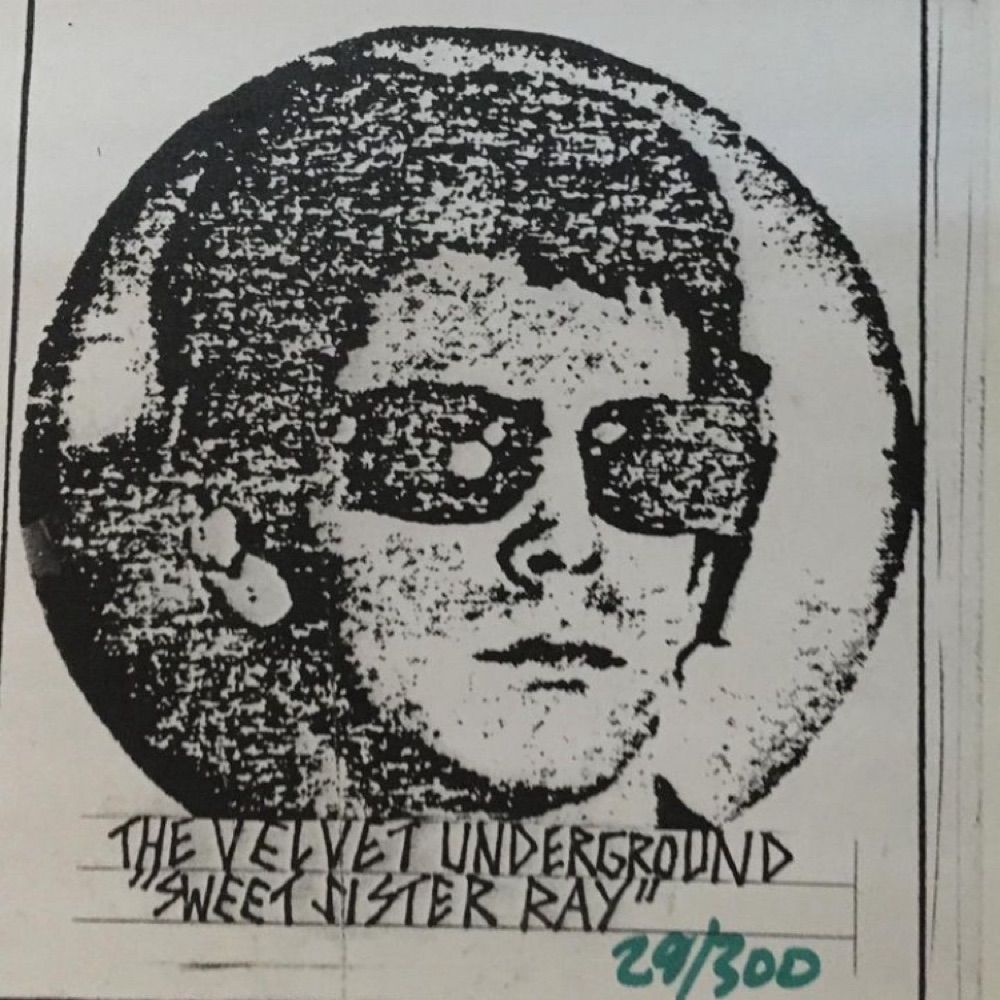 THE VELVET UNDERGROUND
"SWEET SISTER RAY"
29/300